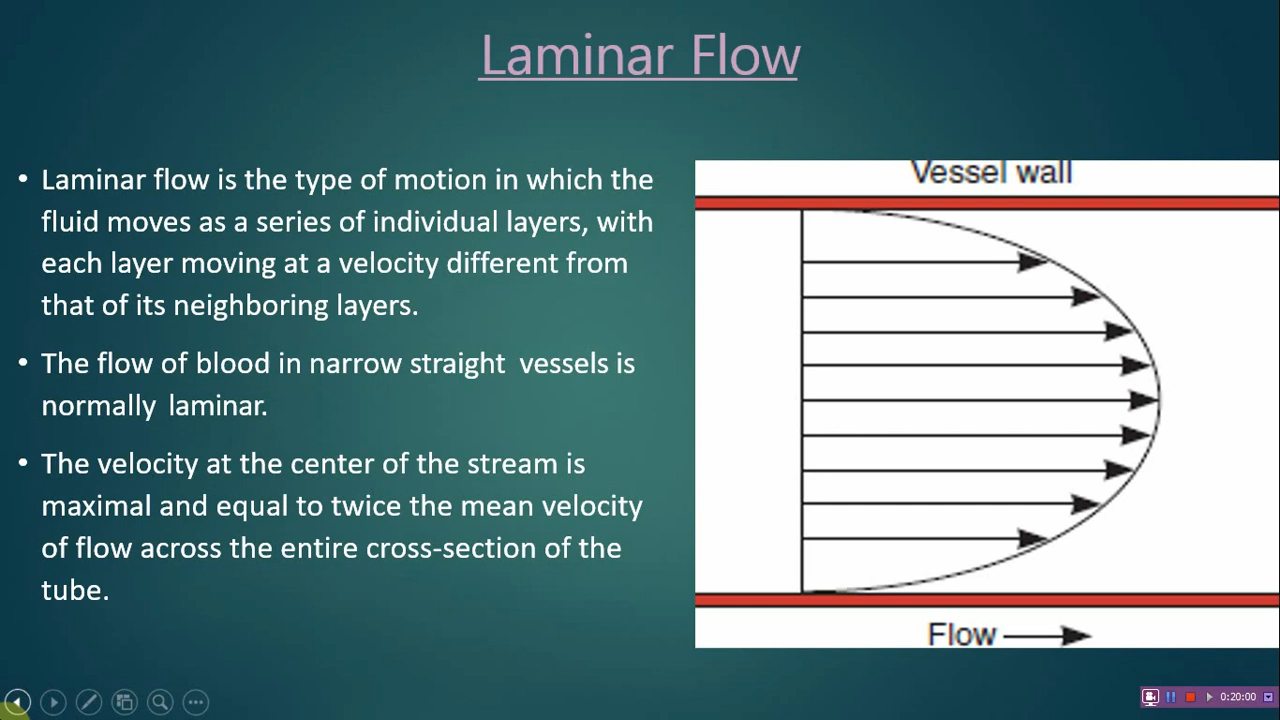 Laminar Flow
• Laminar flow is the type of motion in which the
fluid moves as a series of individual layers, with
each layer moving at a velocity different from
that of its neighboring layers.
• The flow of blood in narrow straight  vessels is
normally  laminar.
• The velocity at the center of the stream is
maximal and equal to twice the mean velocity
of flow across the entire cross-section of the
tube.
Vessel wall
Flow
0:20:00